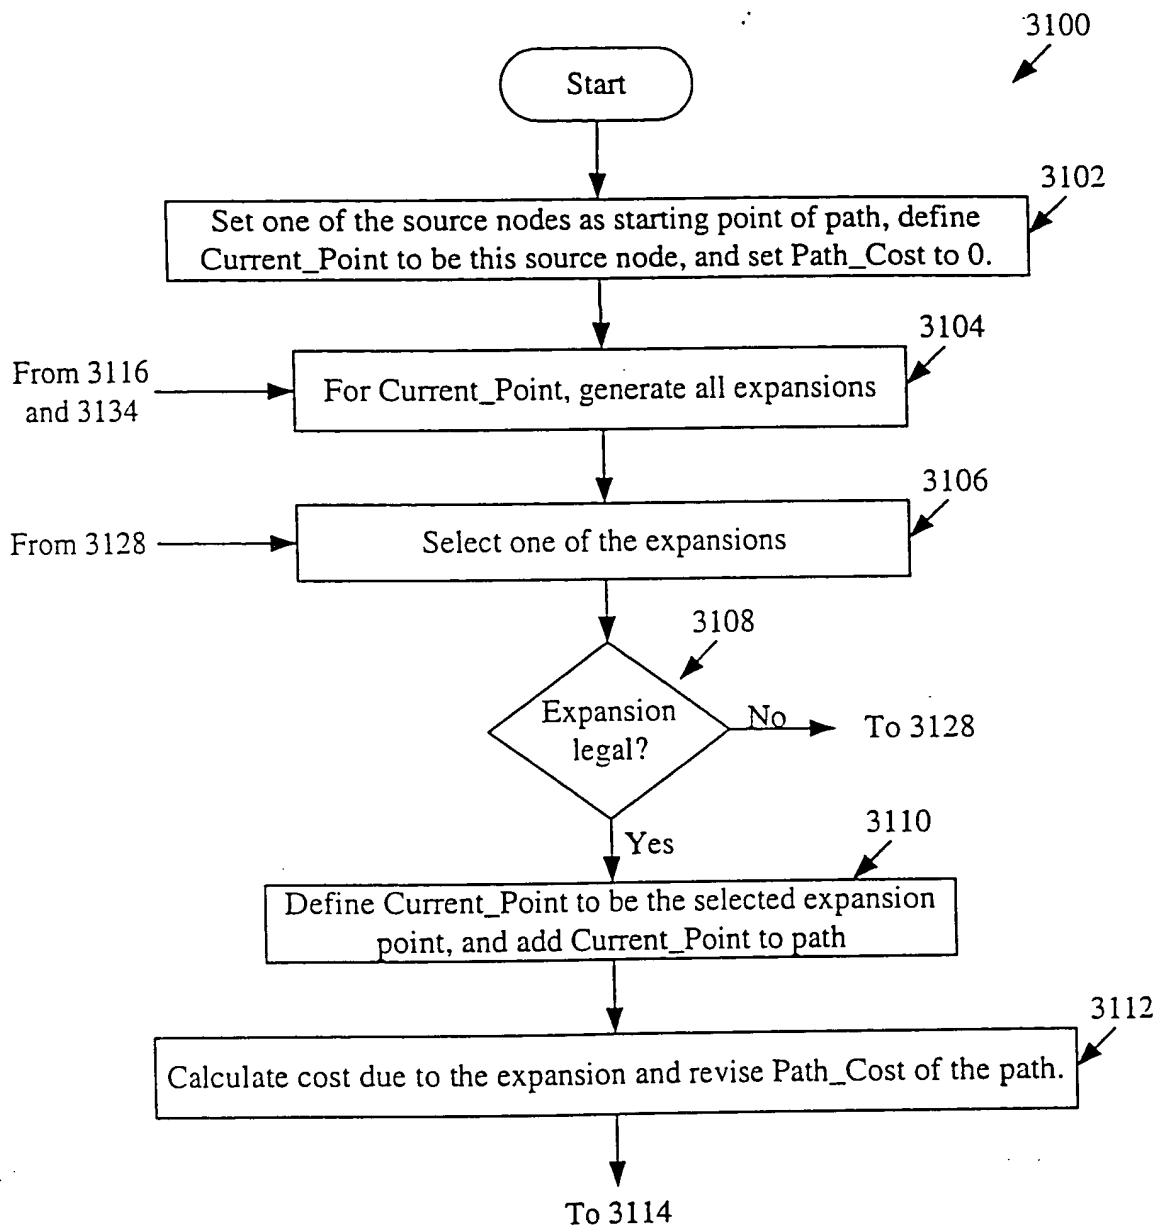 3100
Start
3102
Set one of the source nodes as starting point of path, define
Current_Point to be this source node, and set Path_Cost to 0.
3104
From 3116
and 3134
For Current_Point, generate all expansions
3106
From 3128
Select one of the expansions
3108
Expansion
legal?
No
To 3128
Yes
3110
Define Current_Point to be the selected expansion
point, and add Current_Point to path
3112
Calculate cost due to the expansion and revise Path_Cost of the path.
To 3114